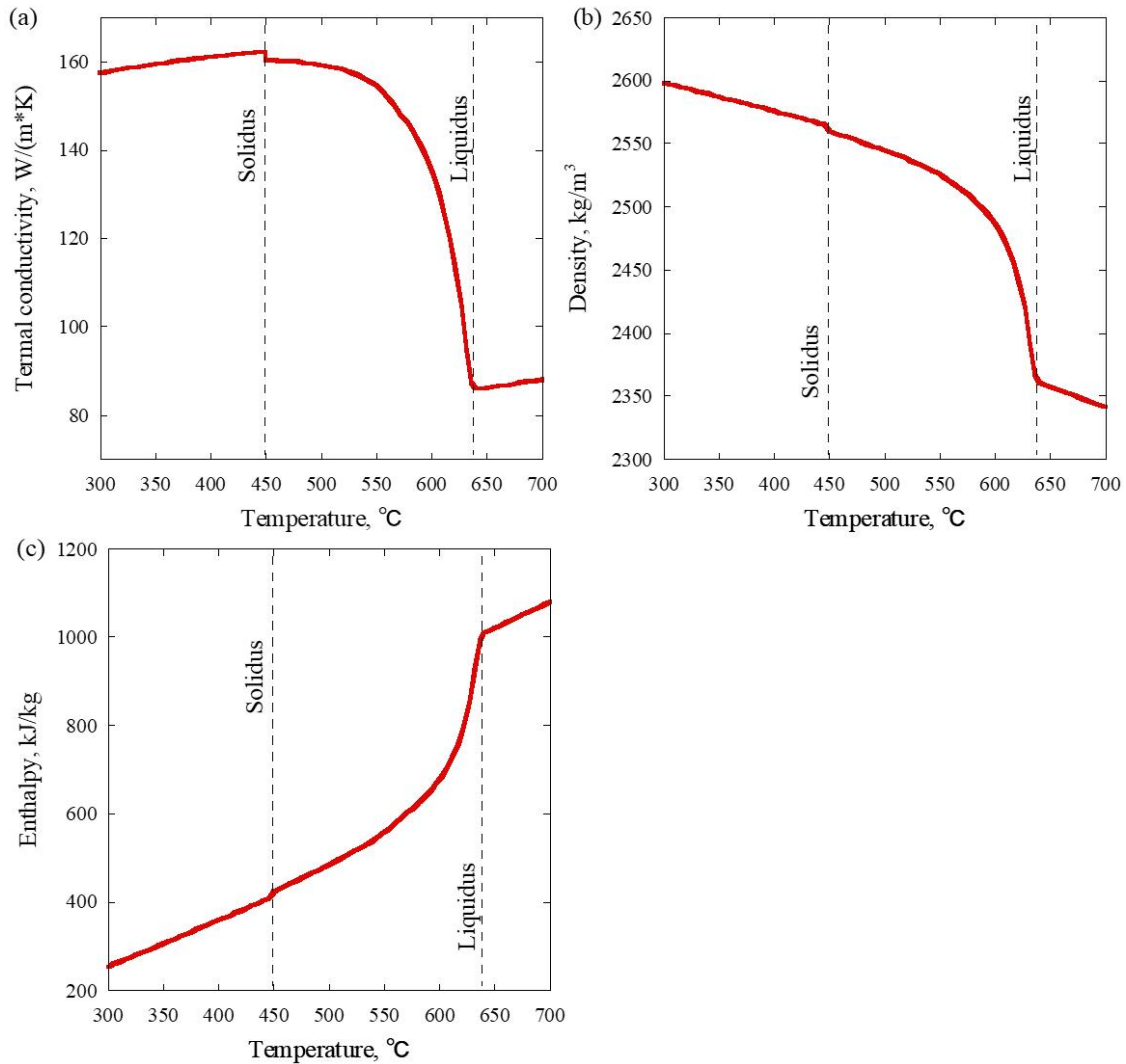 (a)
Termal conductivity, W/(m*K)
160
140
120
100
80
Solidus
Liquidus
300 350 400 450 500 550 600 650 700
Temperature, °C
(b)
Density, kg/m³
2650
2600
2550
2500
2450
2400
2350
2300
Solidus
Liquidus
300 350 400 450 500 550 600 650 700
Temperature, °C
(c)
Enthalpy, kJ/kg
1200
1000
800
600
400
200
Solidus
Liquidus
300 350 400 450 500 550 600 650 700
Temperature, °C